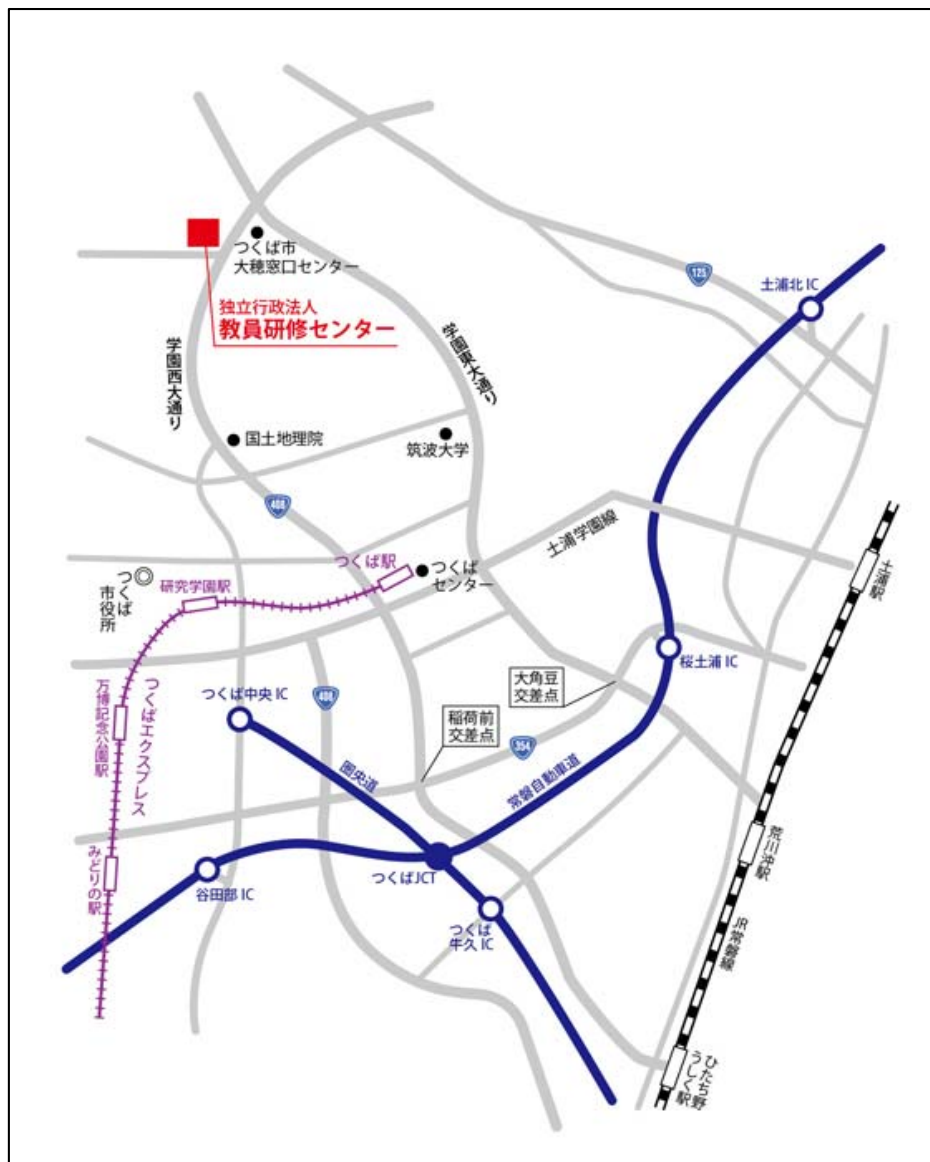 125
土浦北 IC
つくば市
大穂窓口センター
独立行政法人
教員研修センター
学園西大通り
学園東大通り
国土地理院
筑波大学
408
土浦学園線
つくば駅
つくば
センター
研究学園駅
つくば
市役所
土浦駅
桜土浦 IC
大角豆
交差点
つくば中央 IC
408
稲荷前
交差点
354
万博記念公園駅
つくばエクスプレス
圏央道
常磐自動車道
みどりの駅
谷田部 IC
つくばJCT
荒川沖駅
つくば
牛久 IC
JR常磐線
ひたち野
うしく駅